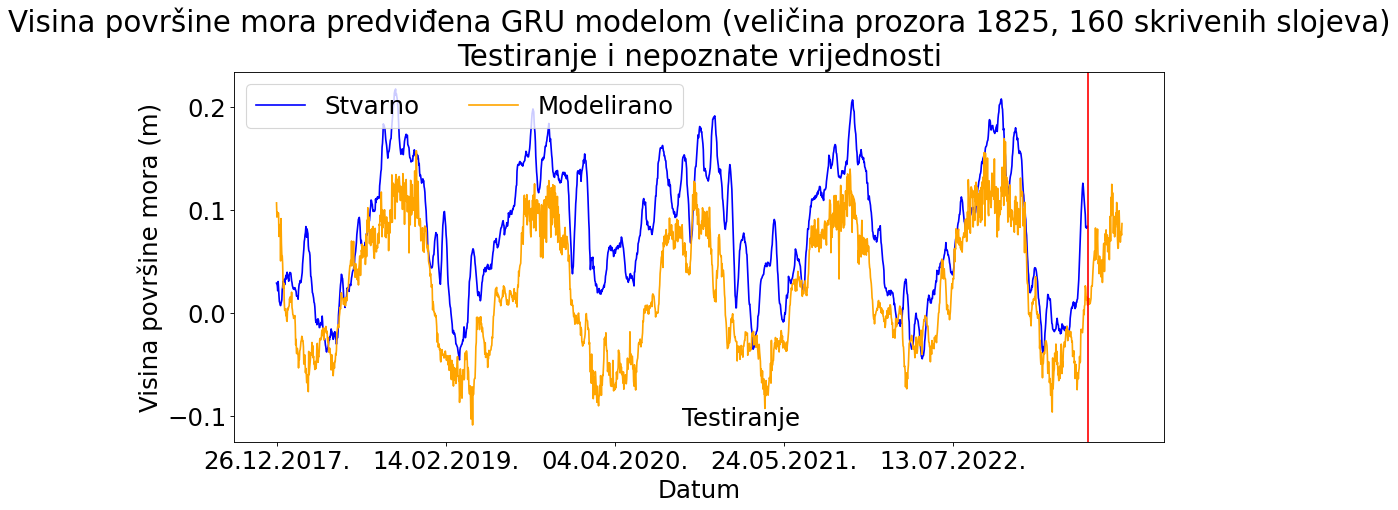 Visina površine mora predviđena GRU modelom (veličina prozora 1825, 160 skrivenih slojeva)
Testiranje i nepoznate vrijednosti
Stvarno Modelirano
Visina površine mora (m)
0.2
0.1
0.0
−0.1
Testiranje
26.12.2017. 14.02.2019. 04.04.2020. 24.05.2021. 13.07.2022.
Datum